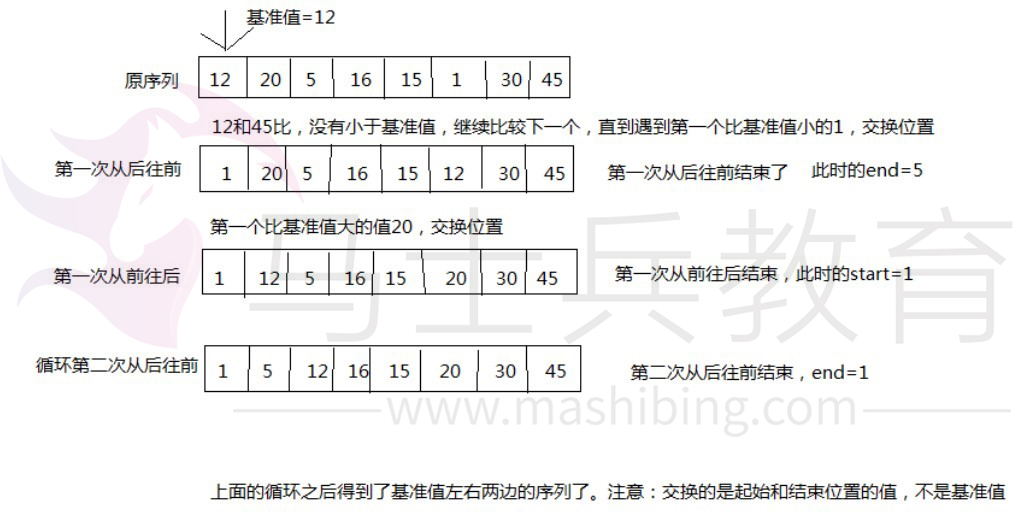 基准值=12
原序列 12 20 5 16 15 1 30 45
12和45比，没有小于基准值，继续比较下一个，直到遇到第一个比基准值小的1，交换位置
第一次从后往前 1 20 5 16 15 12 30 45 第一次从后往前结束了 此时的end=5
第一个比基准值大的值20，交换位置
第一次从前往后 1 12 5 16 15 20 30 45 第一次从前往后结束，此时的start=1
循环第二次从后往前 1 5 12 16 15 20 30 45 第二次从后往前结束，end=1
马士兵教育
www.mashibing.com
上面的循环之后得到了基准值左右两边的序列了。注意：交换的是起始和结束位置的值，不是基准值